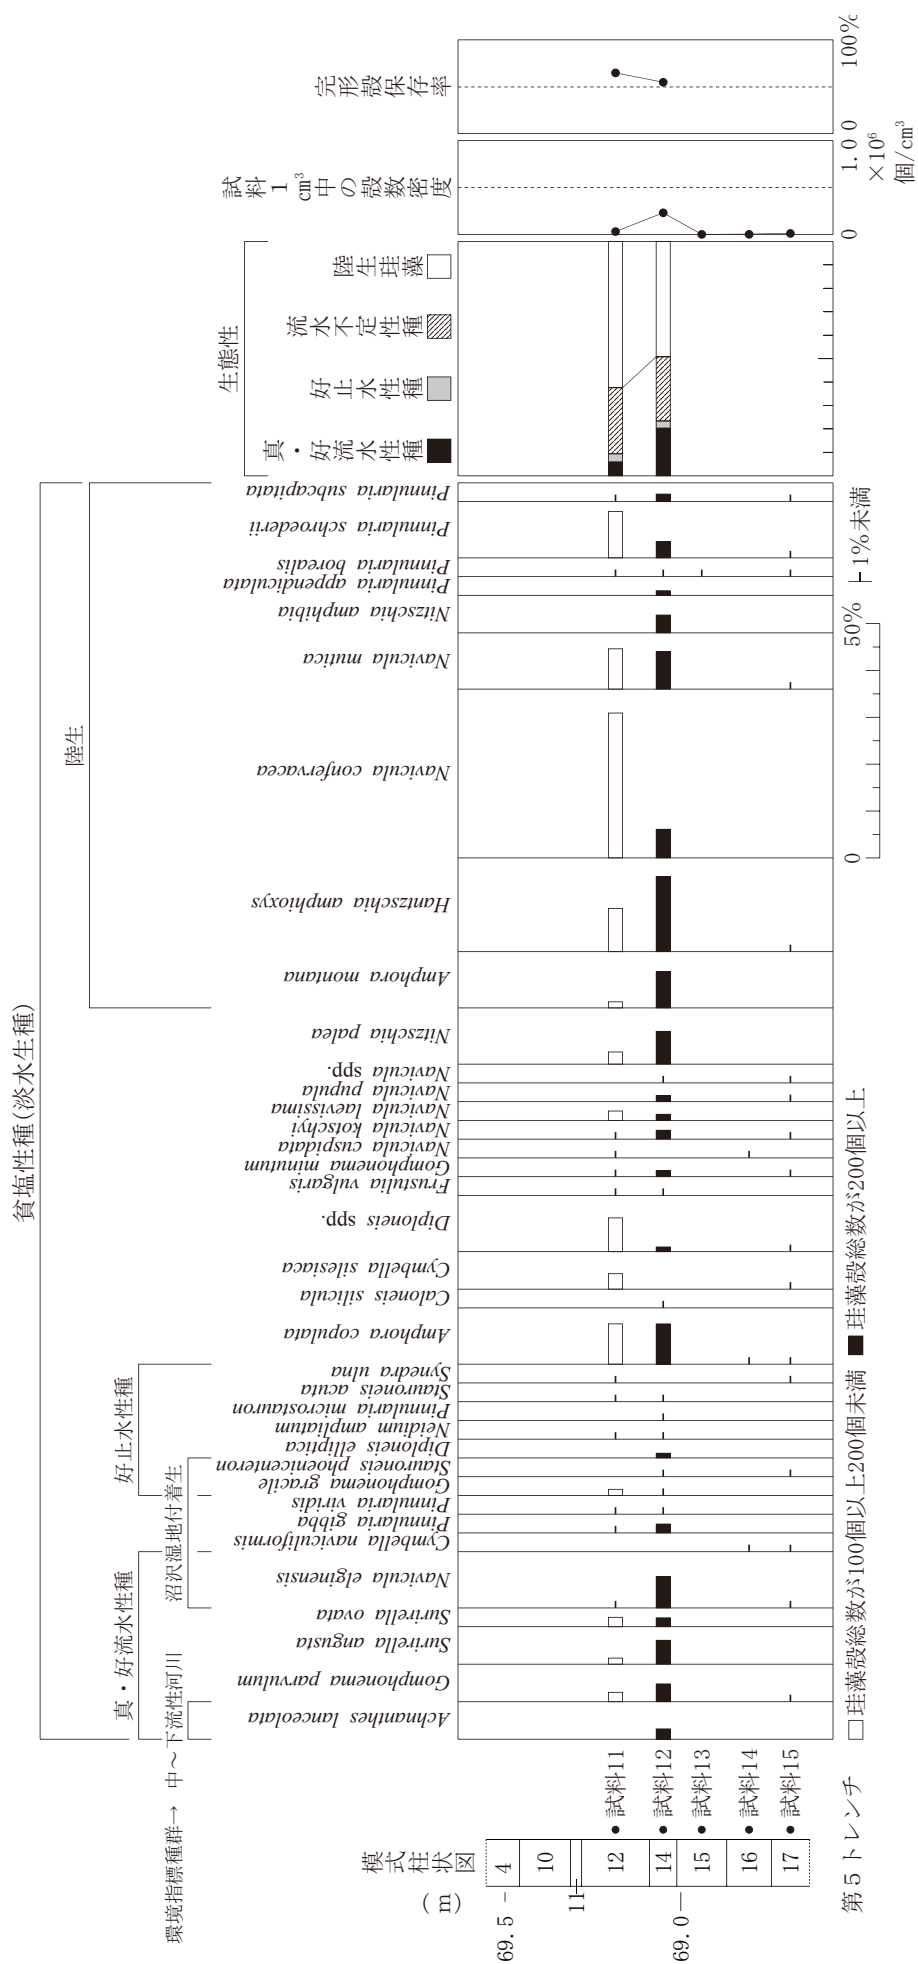 貧塩性種(淡水生種)
陸生
真・好流水性種
好止水性種
環境指標種群→
中～下流性河川
沼沢湿地付着生
模式柱状図
(m)
Achnanthes lanceolata
Gomphonema parvulum
Surirella angusta
Surirella ovata
Navicula elginensis
Cymbella naviculiformis
Pinnularia gibba
Pinnularia viridis
Gomphonema gracile
Stauroneis phoenicenteron
Diploneis elliptica
Neidium ampliatum
Pinnularia microstauron
Stauroneis acuta
Synedra ulna
Amphora copulata
Caloneis silicula
Cymbella silesiaca
Diploneis spp.
Frustulia vulgaris
Gomphonema minutum
Navicula cuspidata
Navicula kotschyi
Navicula laevissima
Navicula pupula
Navicula spp.
Nitzschia palea
Amphora montana
Hantzschia amphioxys
Navicula confervacea
Navicula mutica
Nitzschia amphibia
Pinnularia appendiculata
Pinnularia borealis
Pinnularia schroederii
Pinnularia subcapitata
生態性
真・好流水性種
好止水性種
流水不定性種
陸生珪藻
試料1cm³中の殻数密度
完形殻保存率
69.5
4
10
11
12
試料11
69.0
14
試料12
15
試料13
16
試料14
17
試料15
第5トレンチ
□珪藻殻総数が100個以上200個未満 ■珪藻殻総数が200個以上
0 50%
1%未満
0 1.0
×10⁶
個/cm³
0 100%